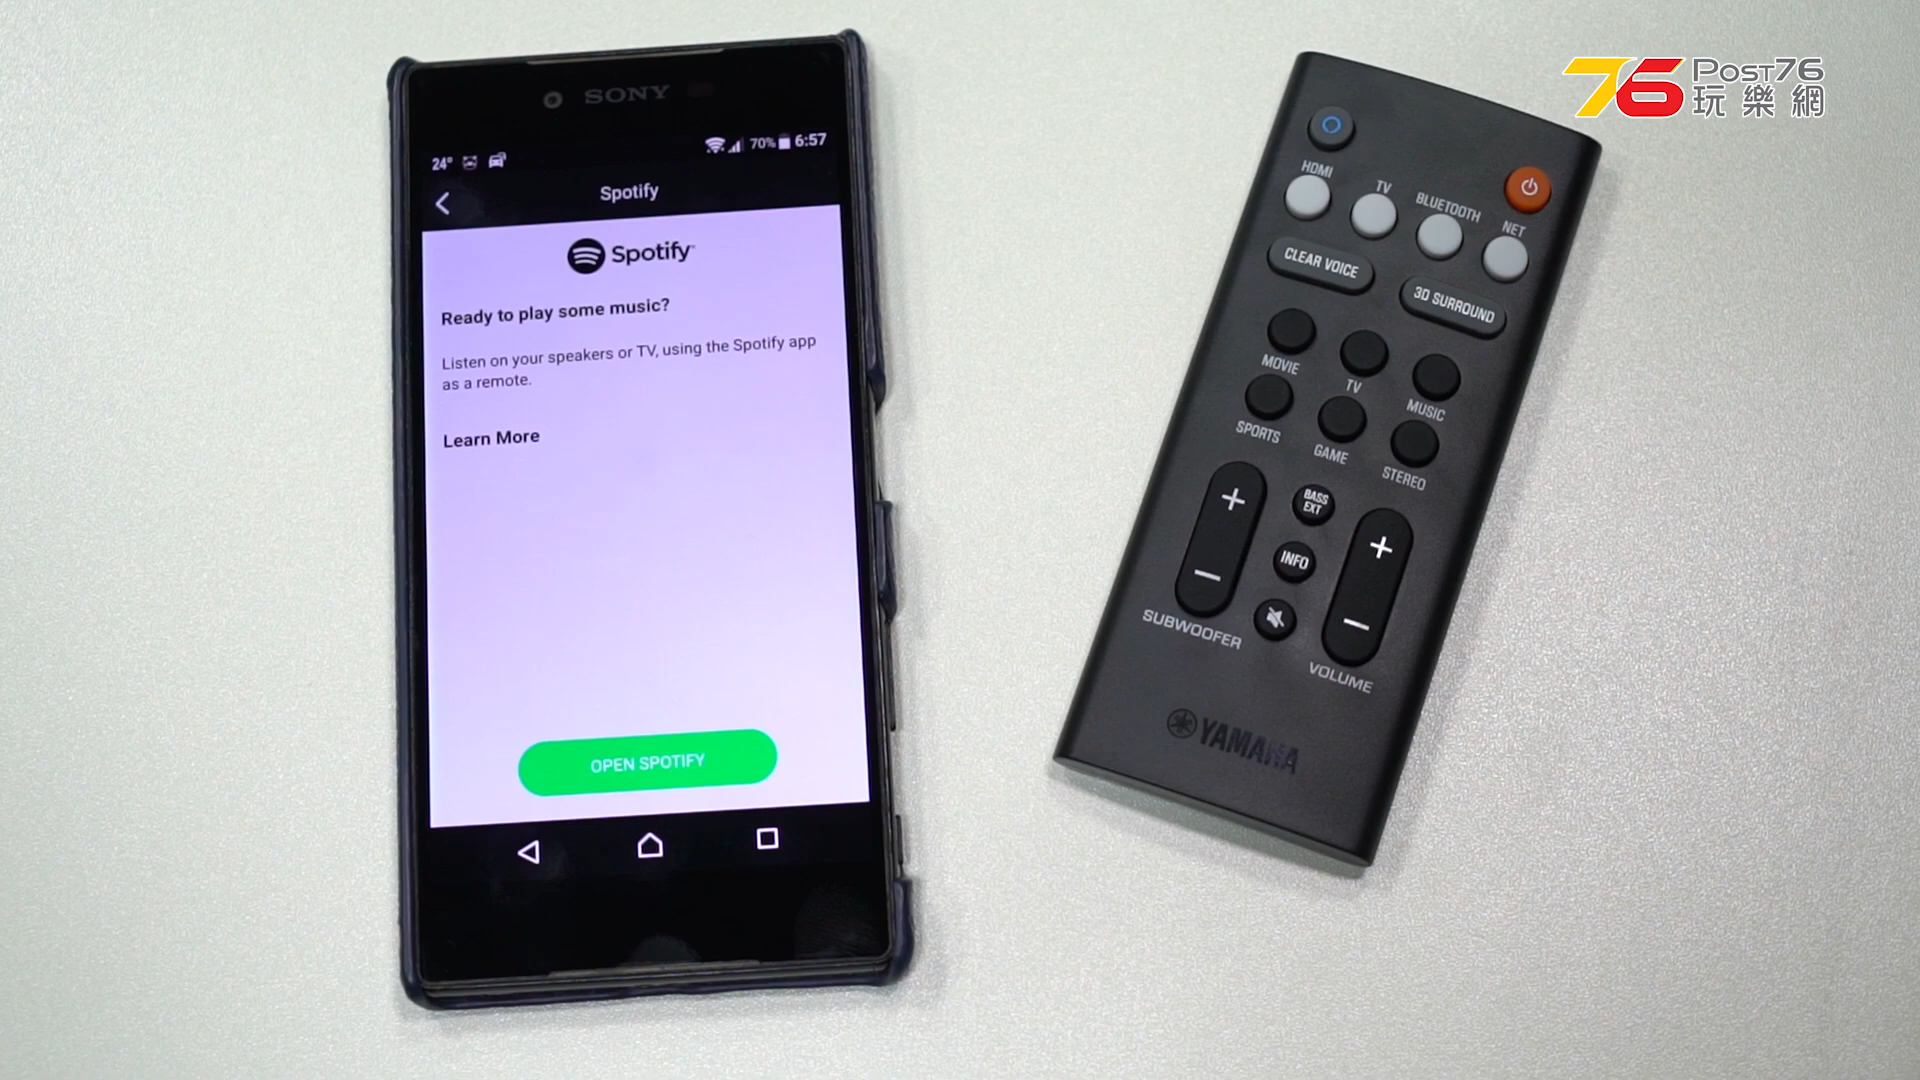 SONY
24°
70%
6:57
Spotify
Spotify
Ready to play some music?
Listen on your speakers or TV, using the Spotify app
as a remote.
Learn More
OPEN SPOTIFY
76 POST76
玩樂網
HDMI
TV
BLUETOOTH
NET
CLEAR VOICE
3D SURROUND
MOVIE
TV
MUSIC
SPORTS
GAME
STEREO
BASS
EXT
INFO
SUBWOOFER
VOLUME
YAMAHA